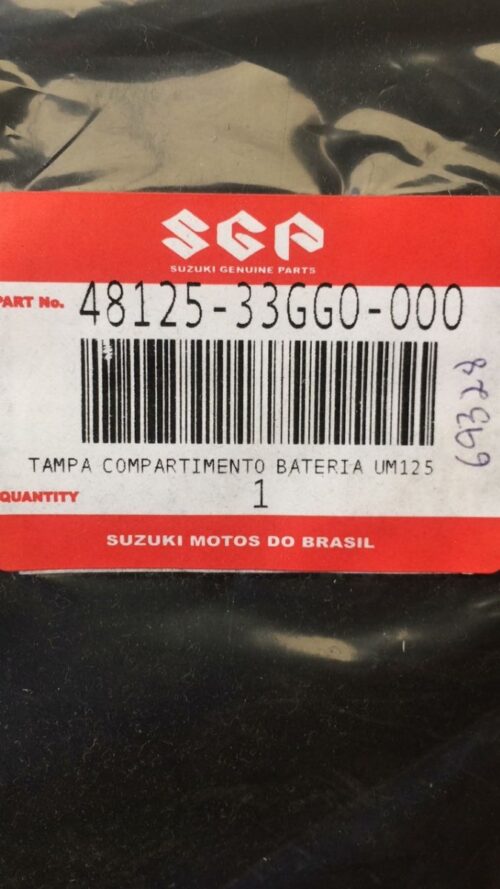 SGP
SUZUKI GENUINE PARTS
PART No. 48125-33GG0-000
69328
TAMPA COMPARTIMENTO BATERIA UM125
QUANTITY 1
SUZUKI MOTOS DO BRASIL